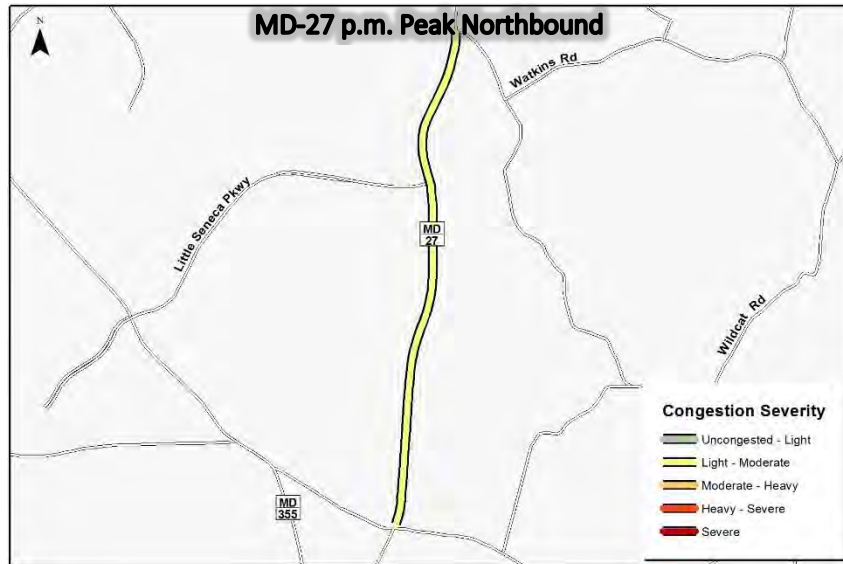 MD-27 p.m. Peak Northbound
N
Watkins Rd
Little Seneca Pkwy
MD
27
Wildcat Rd
MD
355
Congestion Severity
Uncongested - Light
Light - Moderate
Moderate - Heavy
Heavy - Severe
Severe